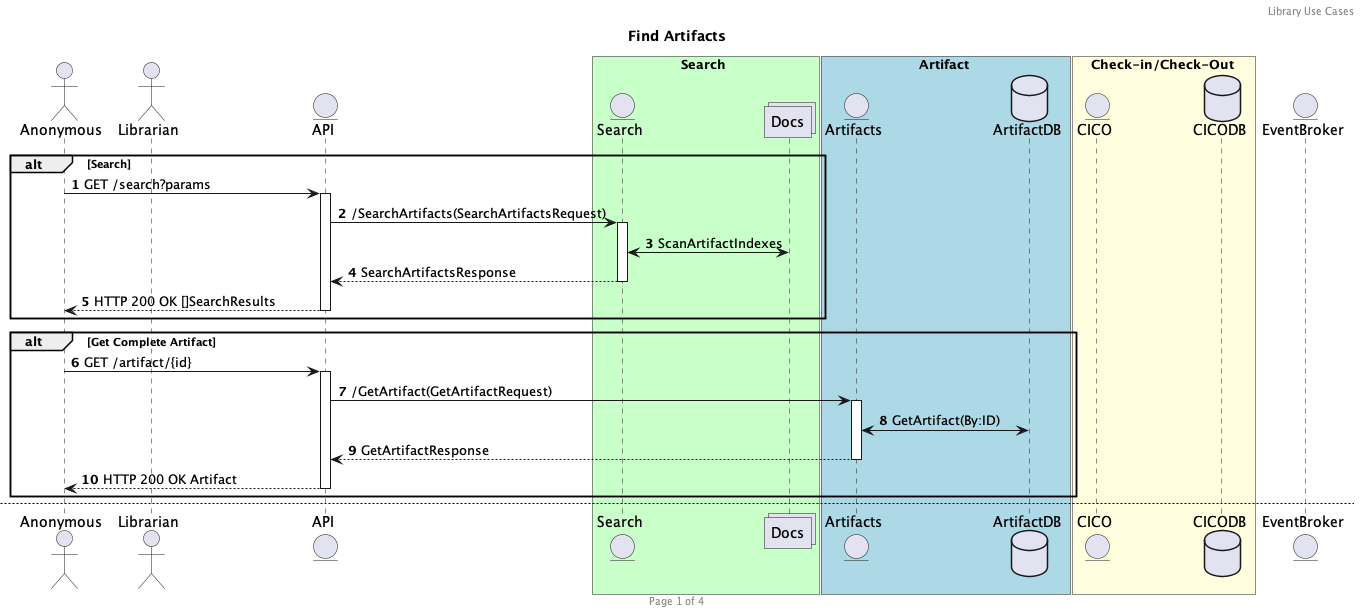 Library Use Cases
Find Artifacts
Search
Artifact
Check-in/Check-Out
Anonymous
Librarian
API
Search
Docs
Artifacts
ArtifactDB
CICO
CICODB
EventBroker
alt [Search]
1 GET /search?params
2 /SearchArtifacts(SearchArtifactsRequest)
3 ScanArtifactIndexes
4 SearchArtifactsResponse
5 HTTP 200 OK []SearchResults
alt [Get Complete Artifact]
6 GET /artifact/{id}
7 /GetArtifact(GetArtifactRequest)
8 GetArtifact(By:ID)
9 GetArtifactResponse
10 HTTP 200 OK Artifact
Anonymous
Librarian
API
Search
Docs
Artifacts
ArtifactDB
CICO
CICODB
EventBroker
Page 1 of 4